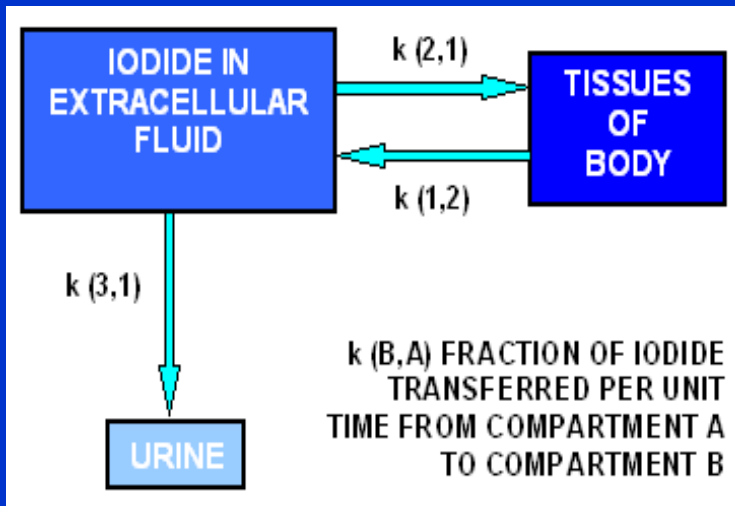 IODIDE IN
EXTRACELLULAR
FLUID
k (2,1)
TISSUES
OF
BODY
k (1,2)
k (3,1)
k (B,A) FRACTION OF IODIDE
TRANSFERRED PER UNIT
TIME FROM COMPARTMENT A
TO COMPARTMENT B
URINE